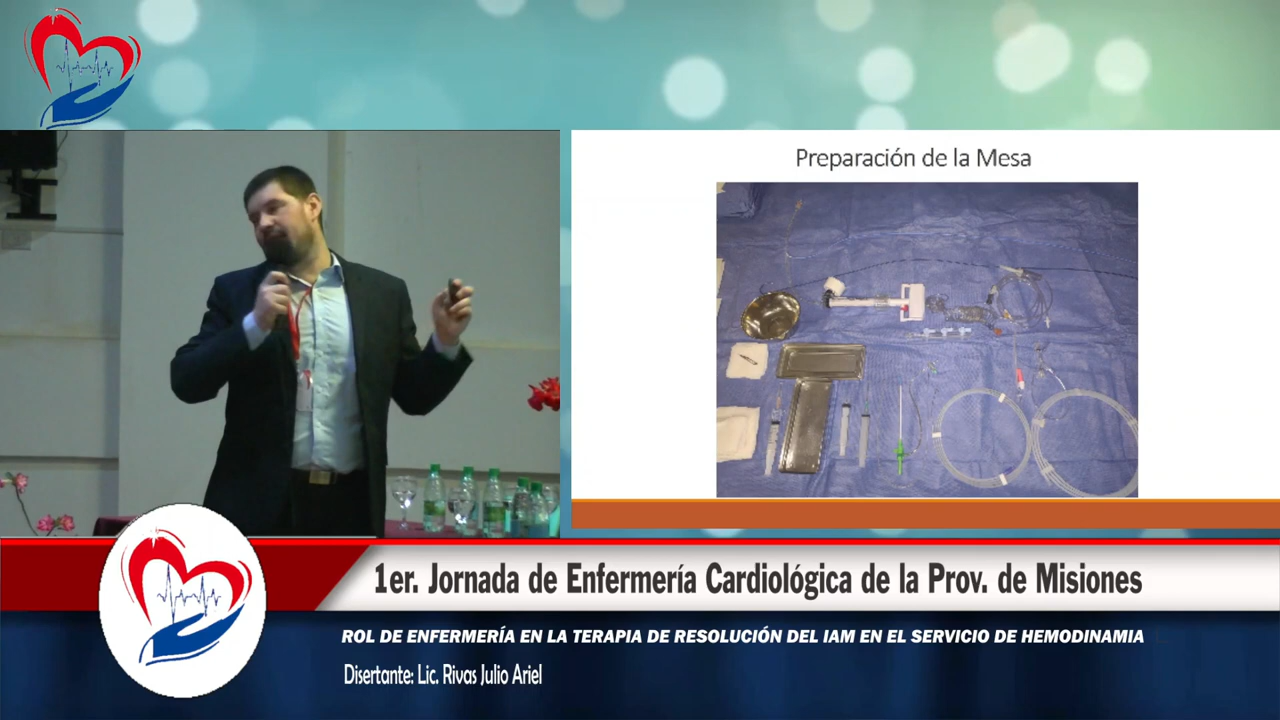 Preparación de la Mesa
1er. Jornada de Enfermería Cardiológica de la Prov. de Misiones
ROL DE ENFERMERÍA EN LA TERAPIA DE RESOLUCIÓN DEL IAM EN EL SERVICIO DE HEMODINAMIA
Disertante: Lic. Rivas Julio Ariel